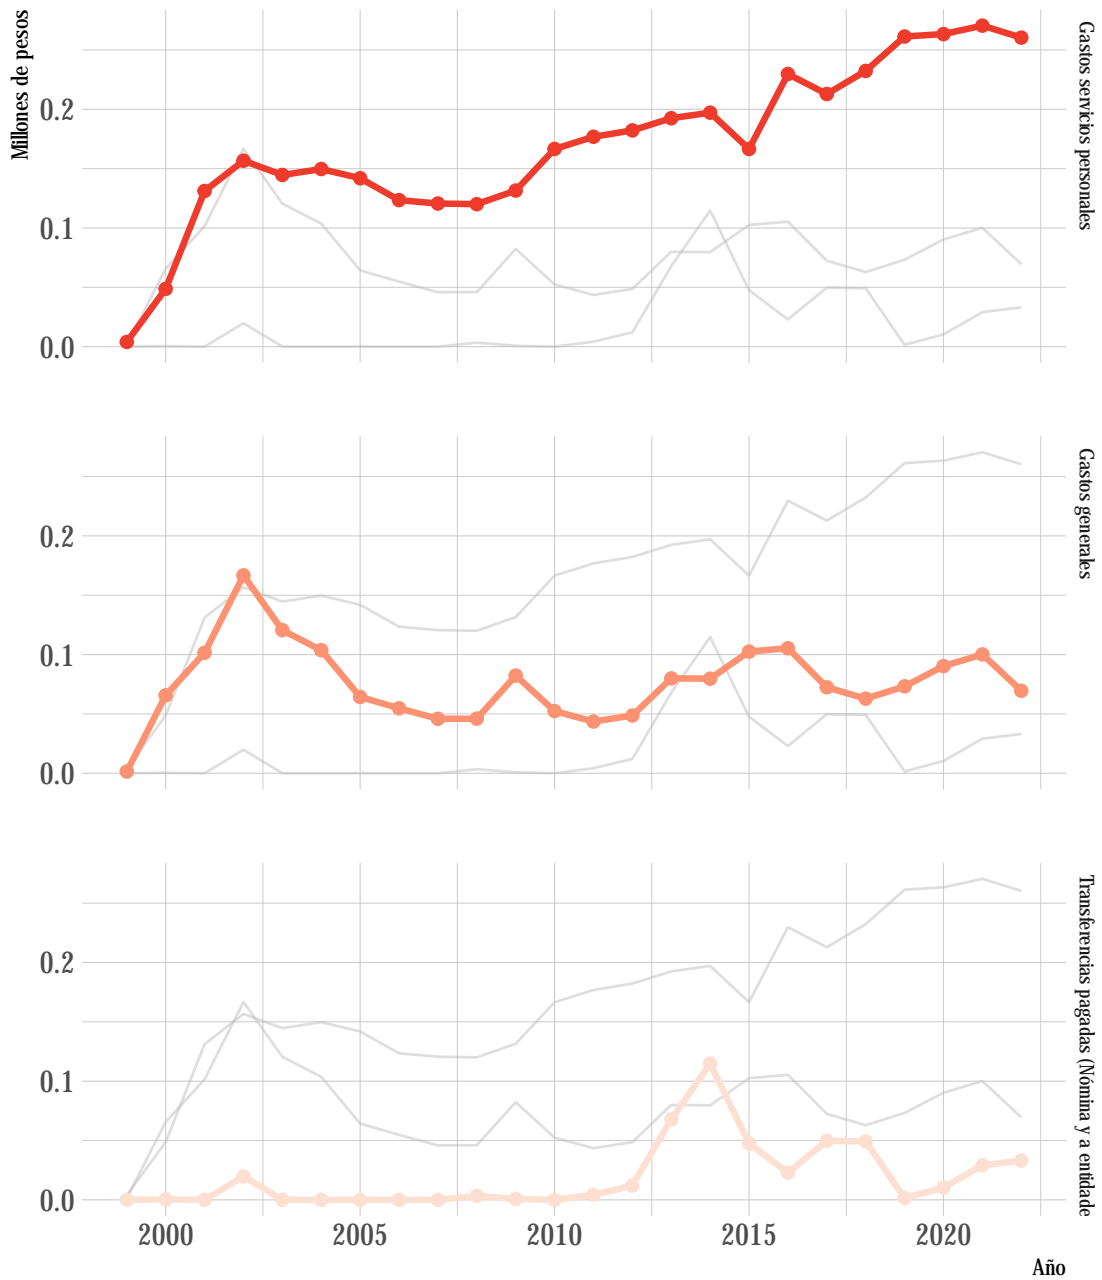 Millones de pesos
0.2
0.1
0.0
Gastos servicios personales
0.2
0.1
0.0
Gastos generales
0.2
0.1
0.0
Transferencias pagadas (Nómina y a entidade
2000 2005 2010 2015 2020
Año